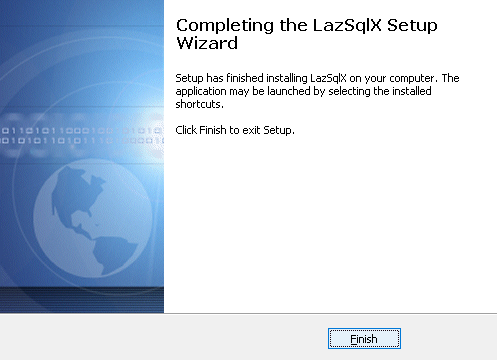 Completing the LazSqlX Setup
Wizard
Setup has finished installing LazSqlX on your computer. The
application may be launched by selecting the installed
shortcuts.
Click Finish to exit Setup.
Finish